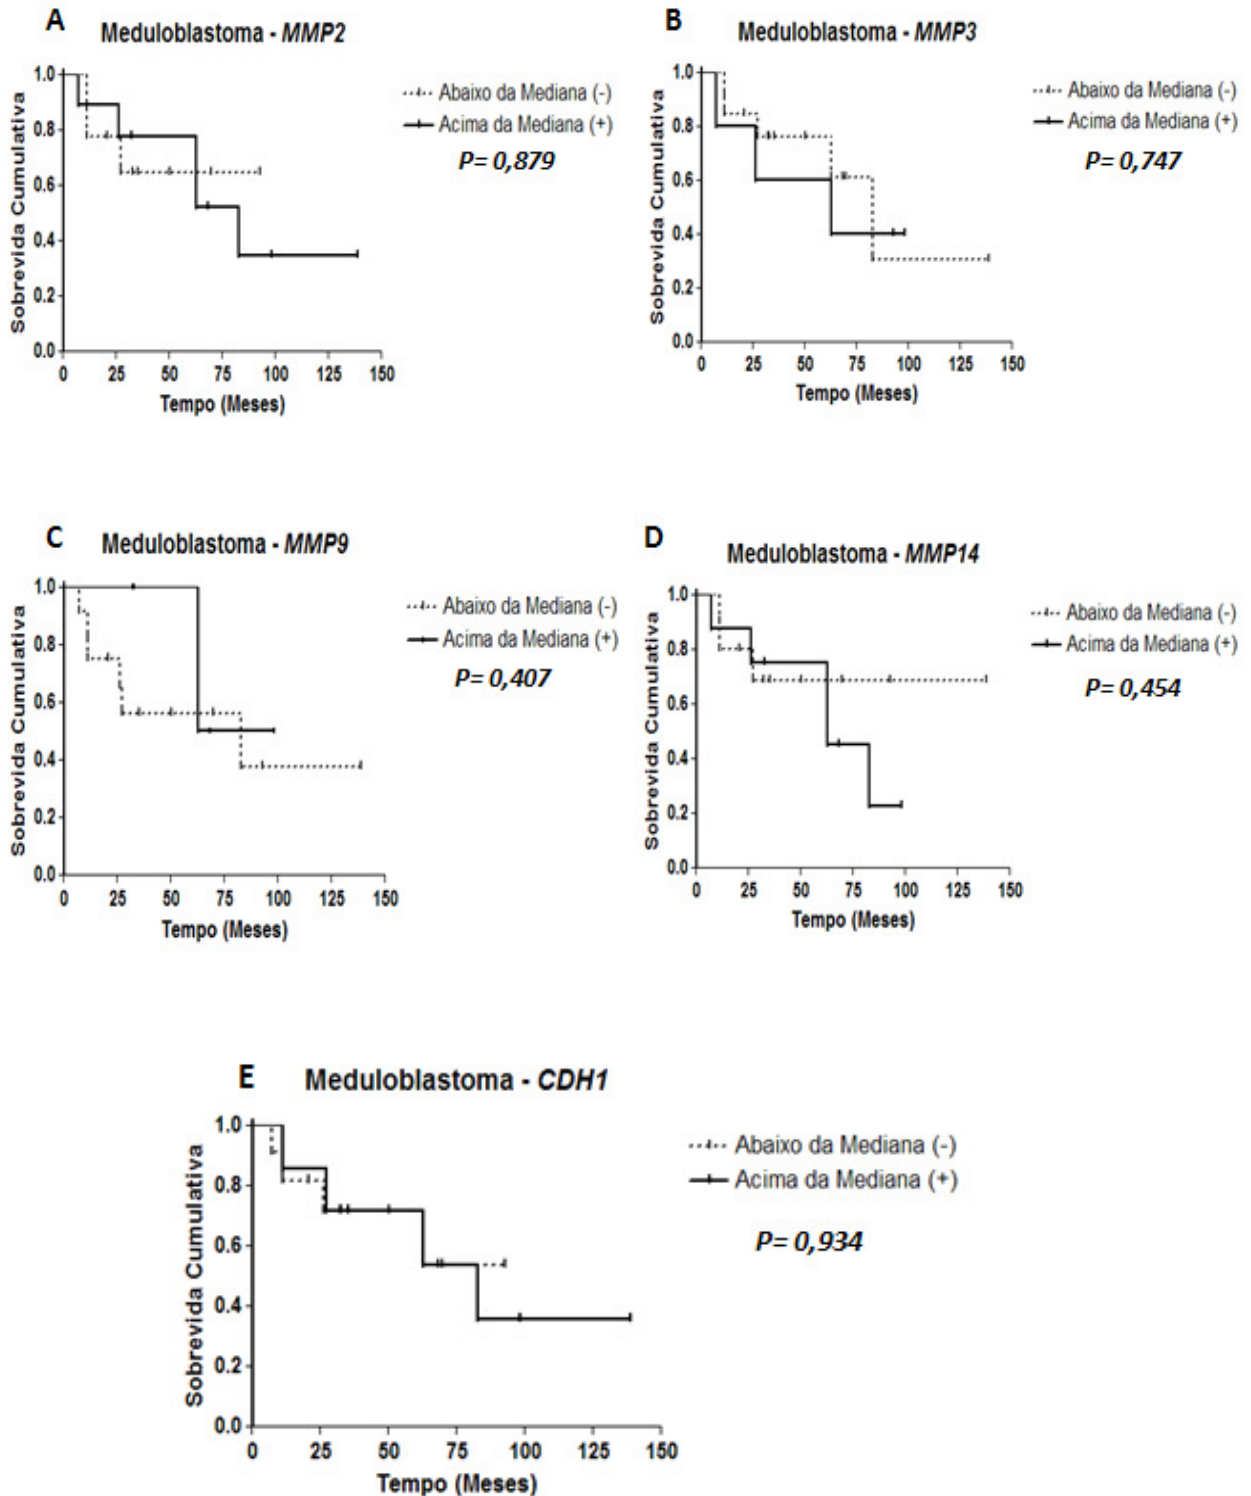 A
Meduloblastoma - MMP2
1.0
0.8
0.6
0.4
0.2
0.0
Sobrevida Cumulativa
0 25 50 75 100 125 150
Tempo (Meses)
Abaixo da Mediana (-)
Acima da Mediana (+)
P= 0,879
B
Meduloblastoma - MMP3
1.0
0.8
0.6
0.4
0.2
0.0
Sobrevida Cumulativa
0 25 50 75 100 125 150
Tempo (Meses)
Abaixo da Mediana (-)
Acima da Mediana (+)
P= 0,747
C
Meduloblastoma - MMP9
1.0
0.8
0.6
0.4
0.2
0.0
Sobrevida Cumulativa
0 25 50 75 100 125 150
Tempo (Meses)
Abaixo da Mediana (-)
Acima da Mediana (+)
P= 0,407
D
Meduloblastoma - MMP14
1.0
0.8
0.6
0.4
0.2
0.0
Sobrevida Cumulativa
0 25 50 75 100 125 150
Tempo (Meses)
Abaixo da Mediana (-)
Acima da Mediana (+)
P= 0,454
E
Meduloblastoma - CDH1
1.0
0.8
0.6
0.4
0.2
0.0
Sobrevida Cumulativa
0 25 50 75 100 125 150
Tempo (Meses)
Abaixo da Mediana (-)
Acima da Mediana (+)
P= 0,934